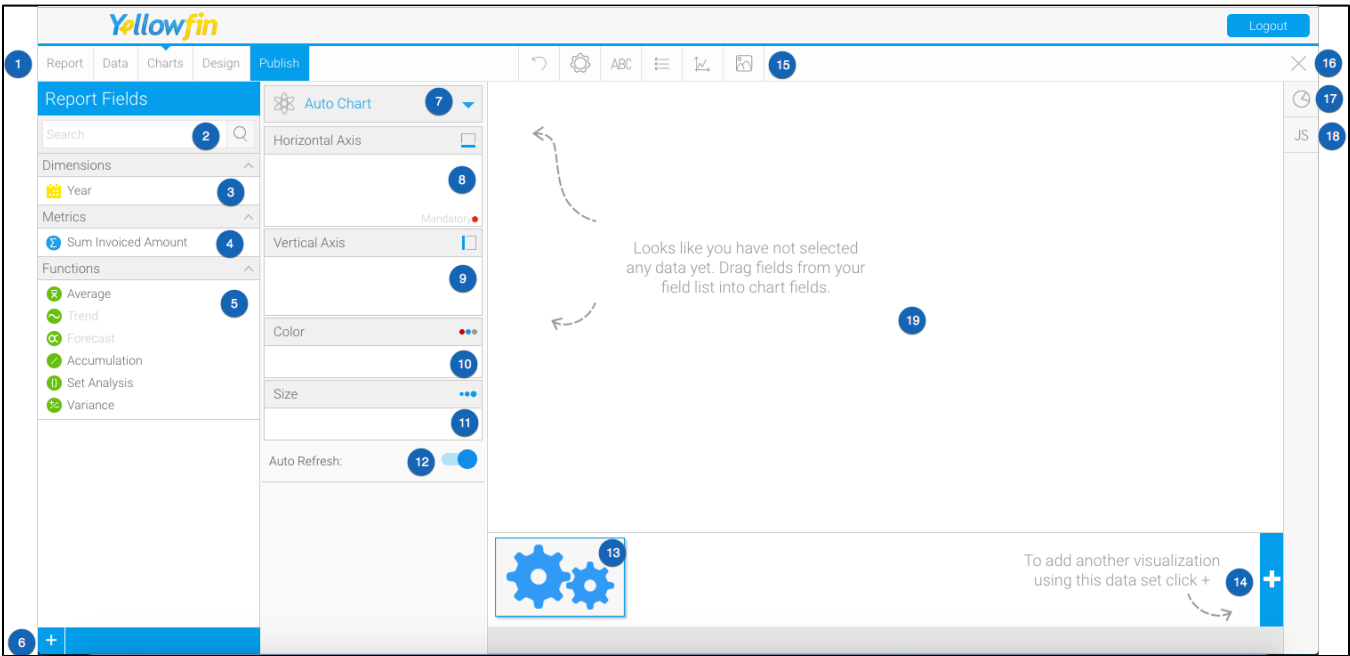 Yellowfin
Logout
1
Report
Data
Charts
Design
Publish
ABC
15
16
Report Fields
Search
2
Dimensions
Year
3
Metrics
Sum Invoiced Amount
4
Functions
Average
5
Trend
Forecast
Accumulation
Set Analysis
Variance
6
+
Auto Chart
7
Horizontal Axis
8
Mandatory
Vertical Axis
9
Color
10
Size
11
Auto Refresh:
12
17
JS
18
Looks like you have not selected
any data yet. Drag fields from your
field list into chart fields.
19
13
To add another visualization
using this data set click +
14
+